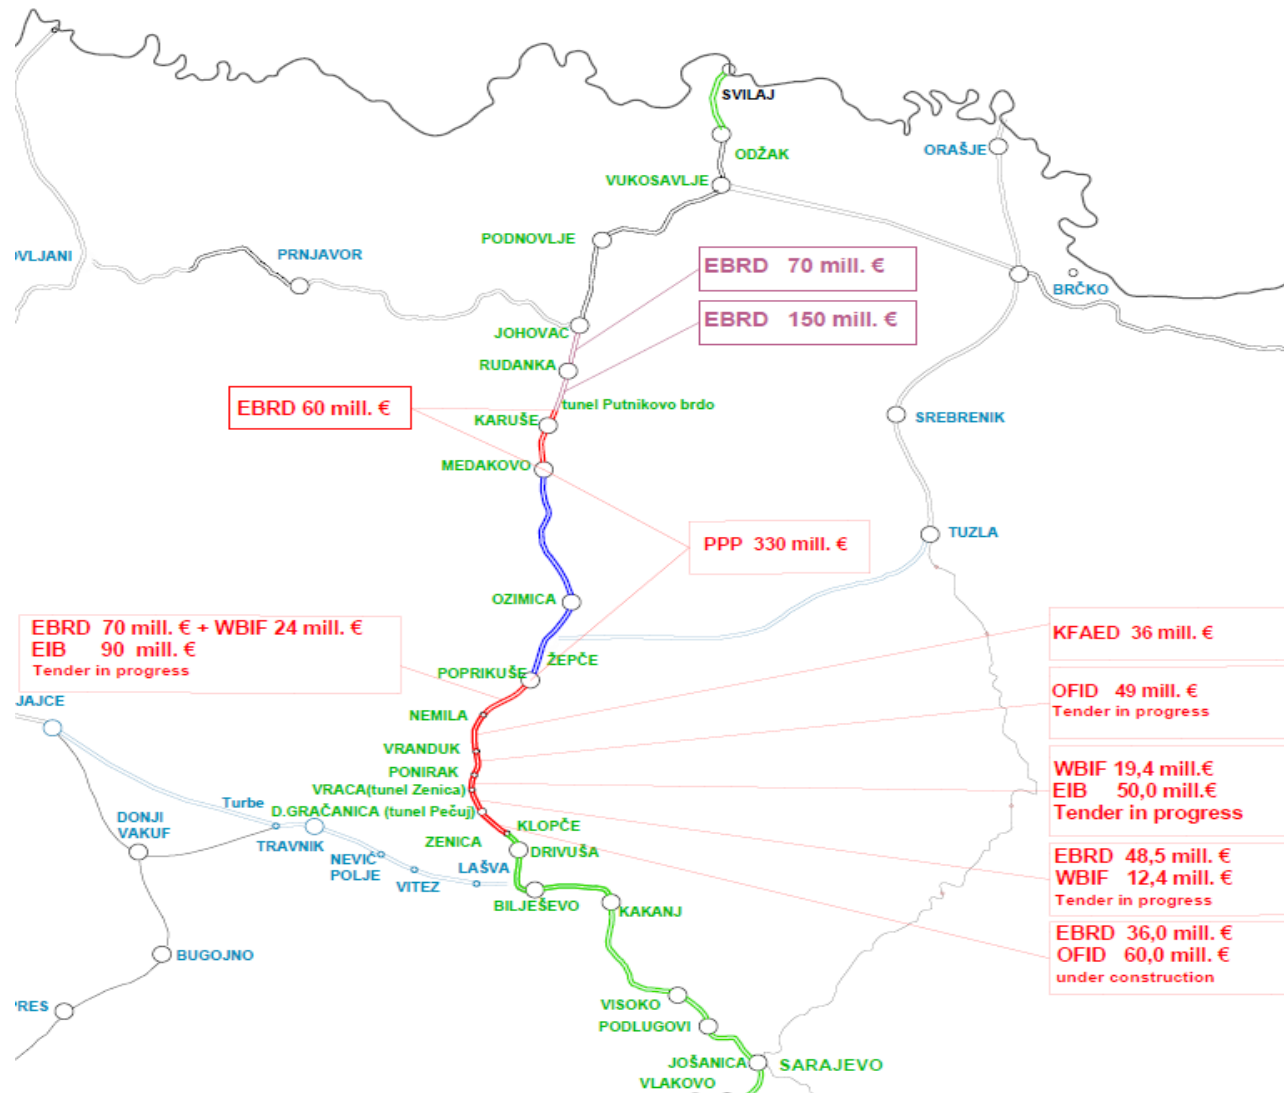 SVILAJ
ODŽAK
ORAŠJE
VUKOSAVLJE
PODNOVLJE
OVLJANI
PRNJAVOR
EBRD 70 mill. €
BRČKO
EBRD 150 mill. €
JOHOVAC
RUDANKA
EBRD 60 mill. €
tunel Putnikovo brdo
KARUŠE
SREBRENIK
MEDAKOVO
TUZLA
PPP 330 mill. €
OZIMICA
EBRD 70 mill. € + WBIF 24 mill. €
EIB 90 mill. €
Tender in progress
KFAED 36 mill. €
ŽEPČE
POPRIKUŠE
OFID 49 mill. €
Tender in progress
JAJCE
NEMILA
VRANDUK
PONIRAK
WBIF 19,4 mill.€
EIB 50,0 mill.€
Tender in progress
VRACA(tunel Zenica)
Turbe
D.GRAČANICA (tunel Pečuj)
DONJI
VAKUF
TRAVNIK
KLOPČE
ZENICA
DRIVUŠA
EBRD 48,5 mill. €
WBIF 12,4 mill. €
Tender in progress
NEVIĆ
POLJE
VITEZ
LAŠVA
BILJEŠEVO
KAKANJ
EBRD 36,0 mill. €
OFID 60,0 mill. €
under construction
BUGOJNO
PRES
VISOKO
PODLUGOVI
JOŠANICA
SARAJEVO
VLAKOVO